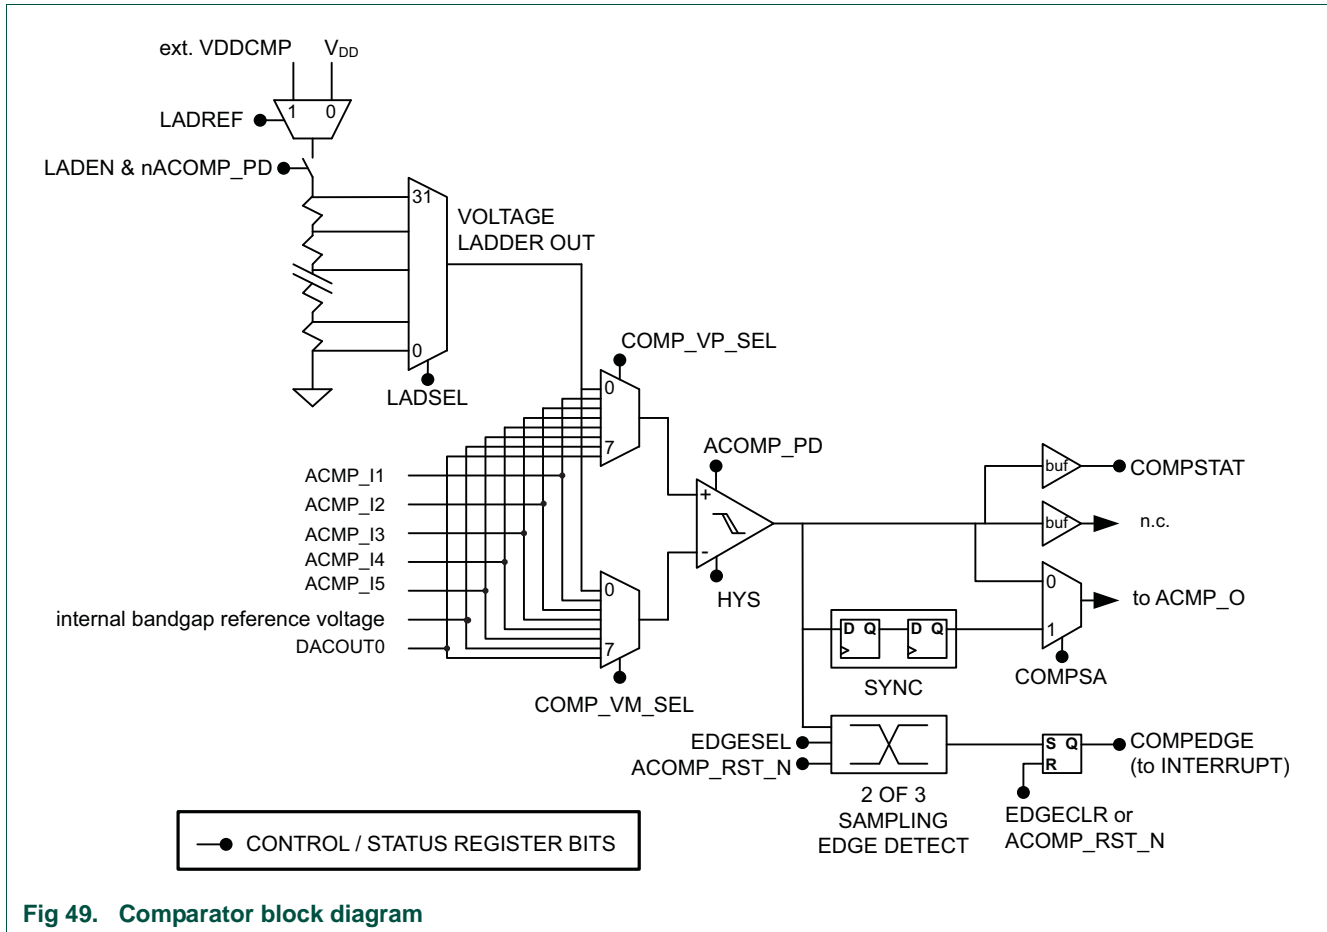 ext. VDDCMP
VDD
1
0
LADREF
LADEN & nACOMP_PD
31
VOLTAGE
LADDER OUT
0
LADSEL
COMP_VP_SEL
0
7
ACMP_I1
ACMP_I2
ACMP_I3
ACMP_I4
ACMP_I5
internal bandgap reference voltage
DACOUT0
0
7
COMP_VM_SEL
ACOMP_PD
+
-
HYS
buf
COMPSTAT
buf
n.c.
0
1
to ACMP_O
COMPSA
D Q
D Q
SYNC
EDGESEL
ACOMP_RST_N
2 OF 3
SAMPLING
EDGE DETECT
S Q
R
COMPEDGE
(to INTERRUPT)
EDGECLR or
ACOMP_RST_N
CONTROL / STATUS REGISTER BITS
Fig 49. Comparator block diagram